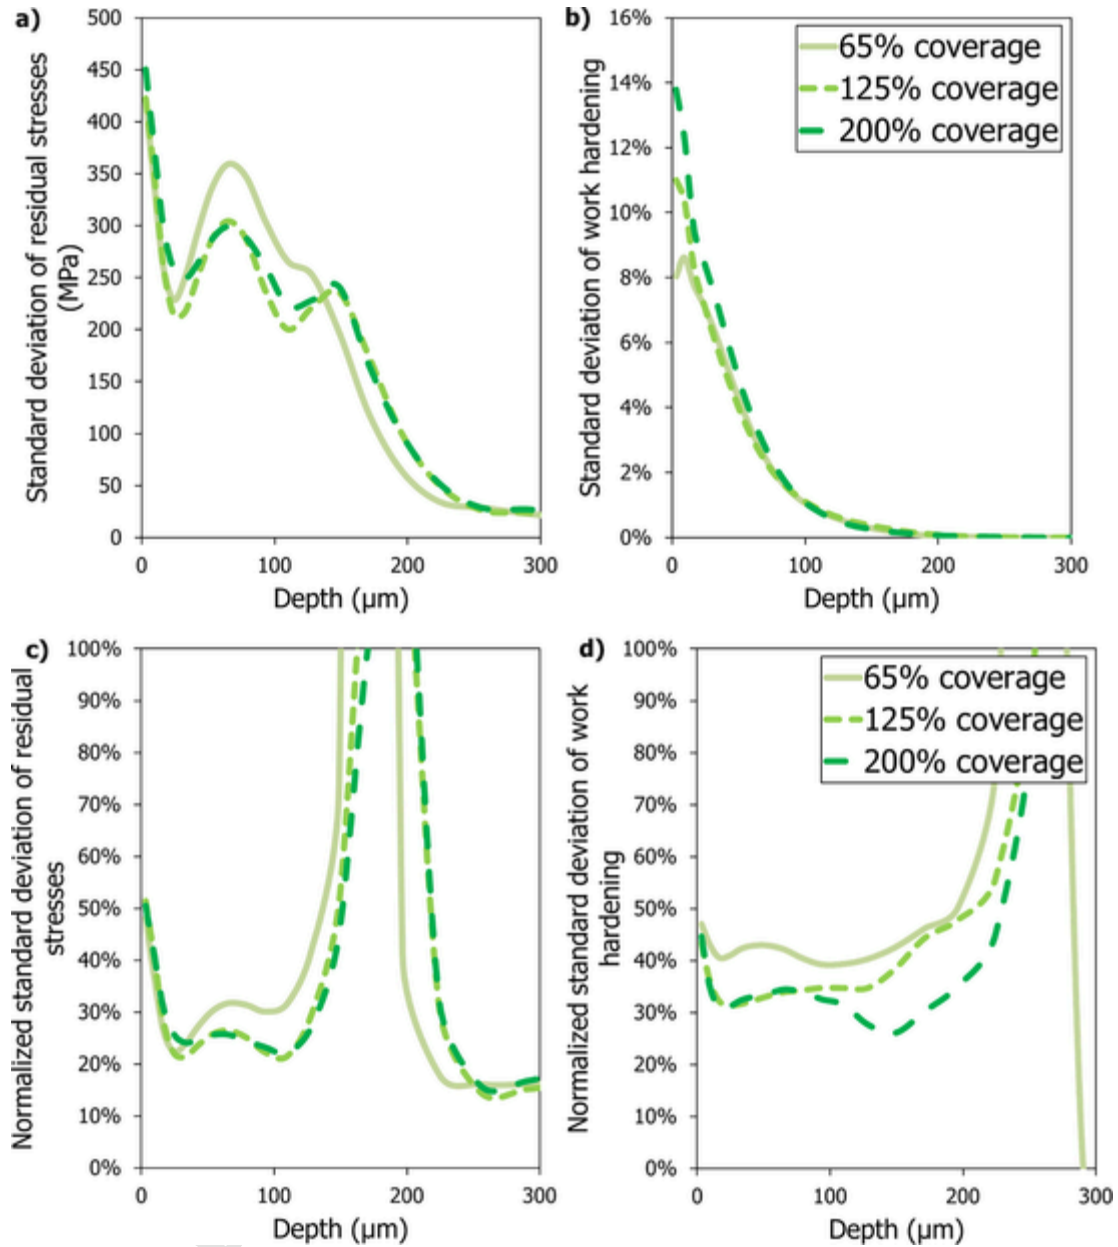 a)
500
450
400
350
300
250
200
150
100
50
0
Standard deviation of residual stresses
(MPa)
0 100 200 300
Depth (µm)
b)
16%
14%
12%
10%
8%
6%
4%
2%
0%
Standard deviation of work hardening
65% coverage
125% coverage
200% coverage
0 100 200 300
Depth (µm)
c)
100%
90%
80%
70%
60%
50%
40%
30%
20%
10%
0%
Normalized standard deviation of residual
stresses
0 100 200 300
Depth (µm)
d)
100%
90%
80%
70%
60%
50%
40%
30%
20%
10%
0%
Normalized standard deviation of work
hardening
65% coverage
125% coverage
200% coverage
0 100 200 300
Depth (µm)